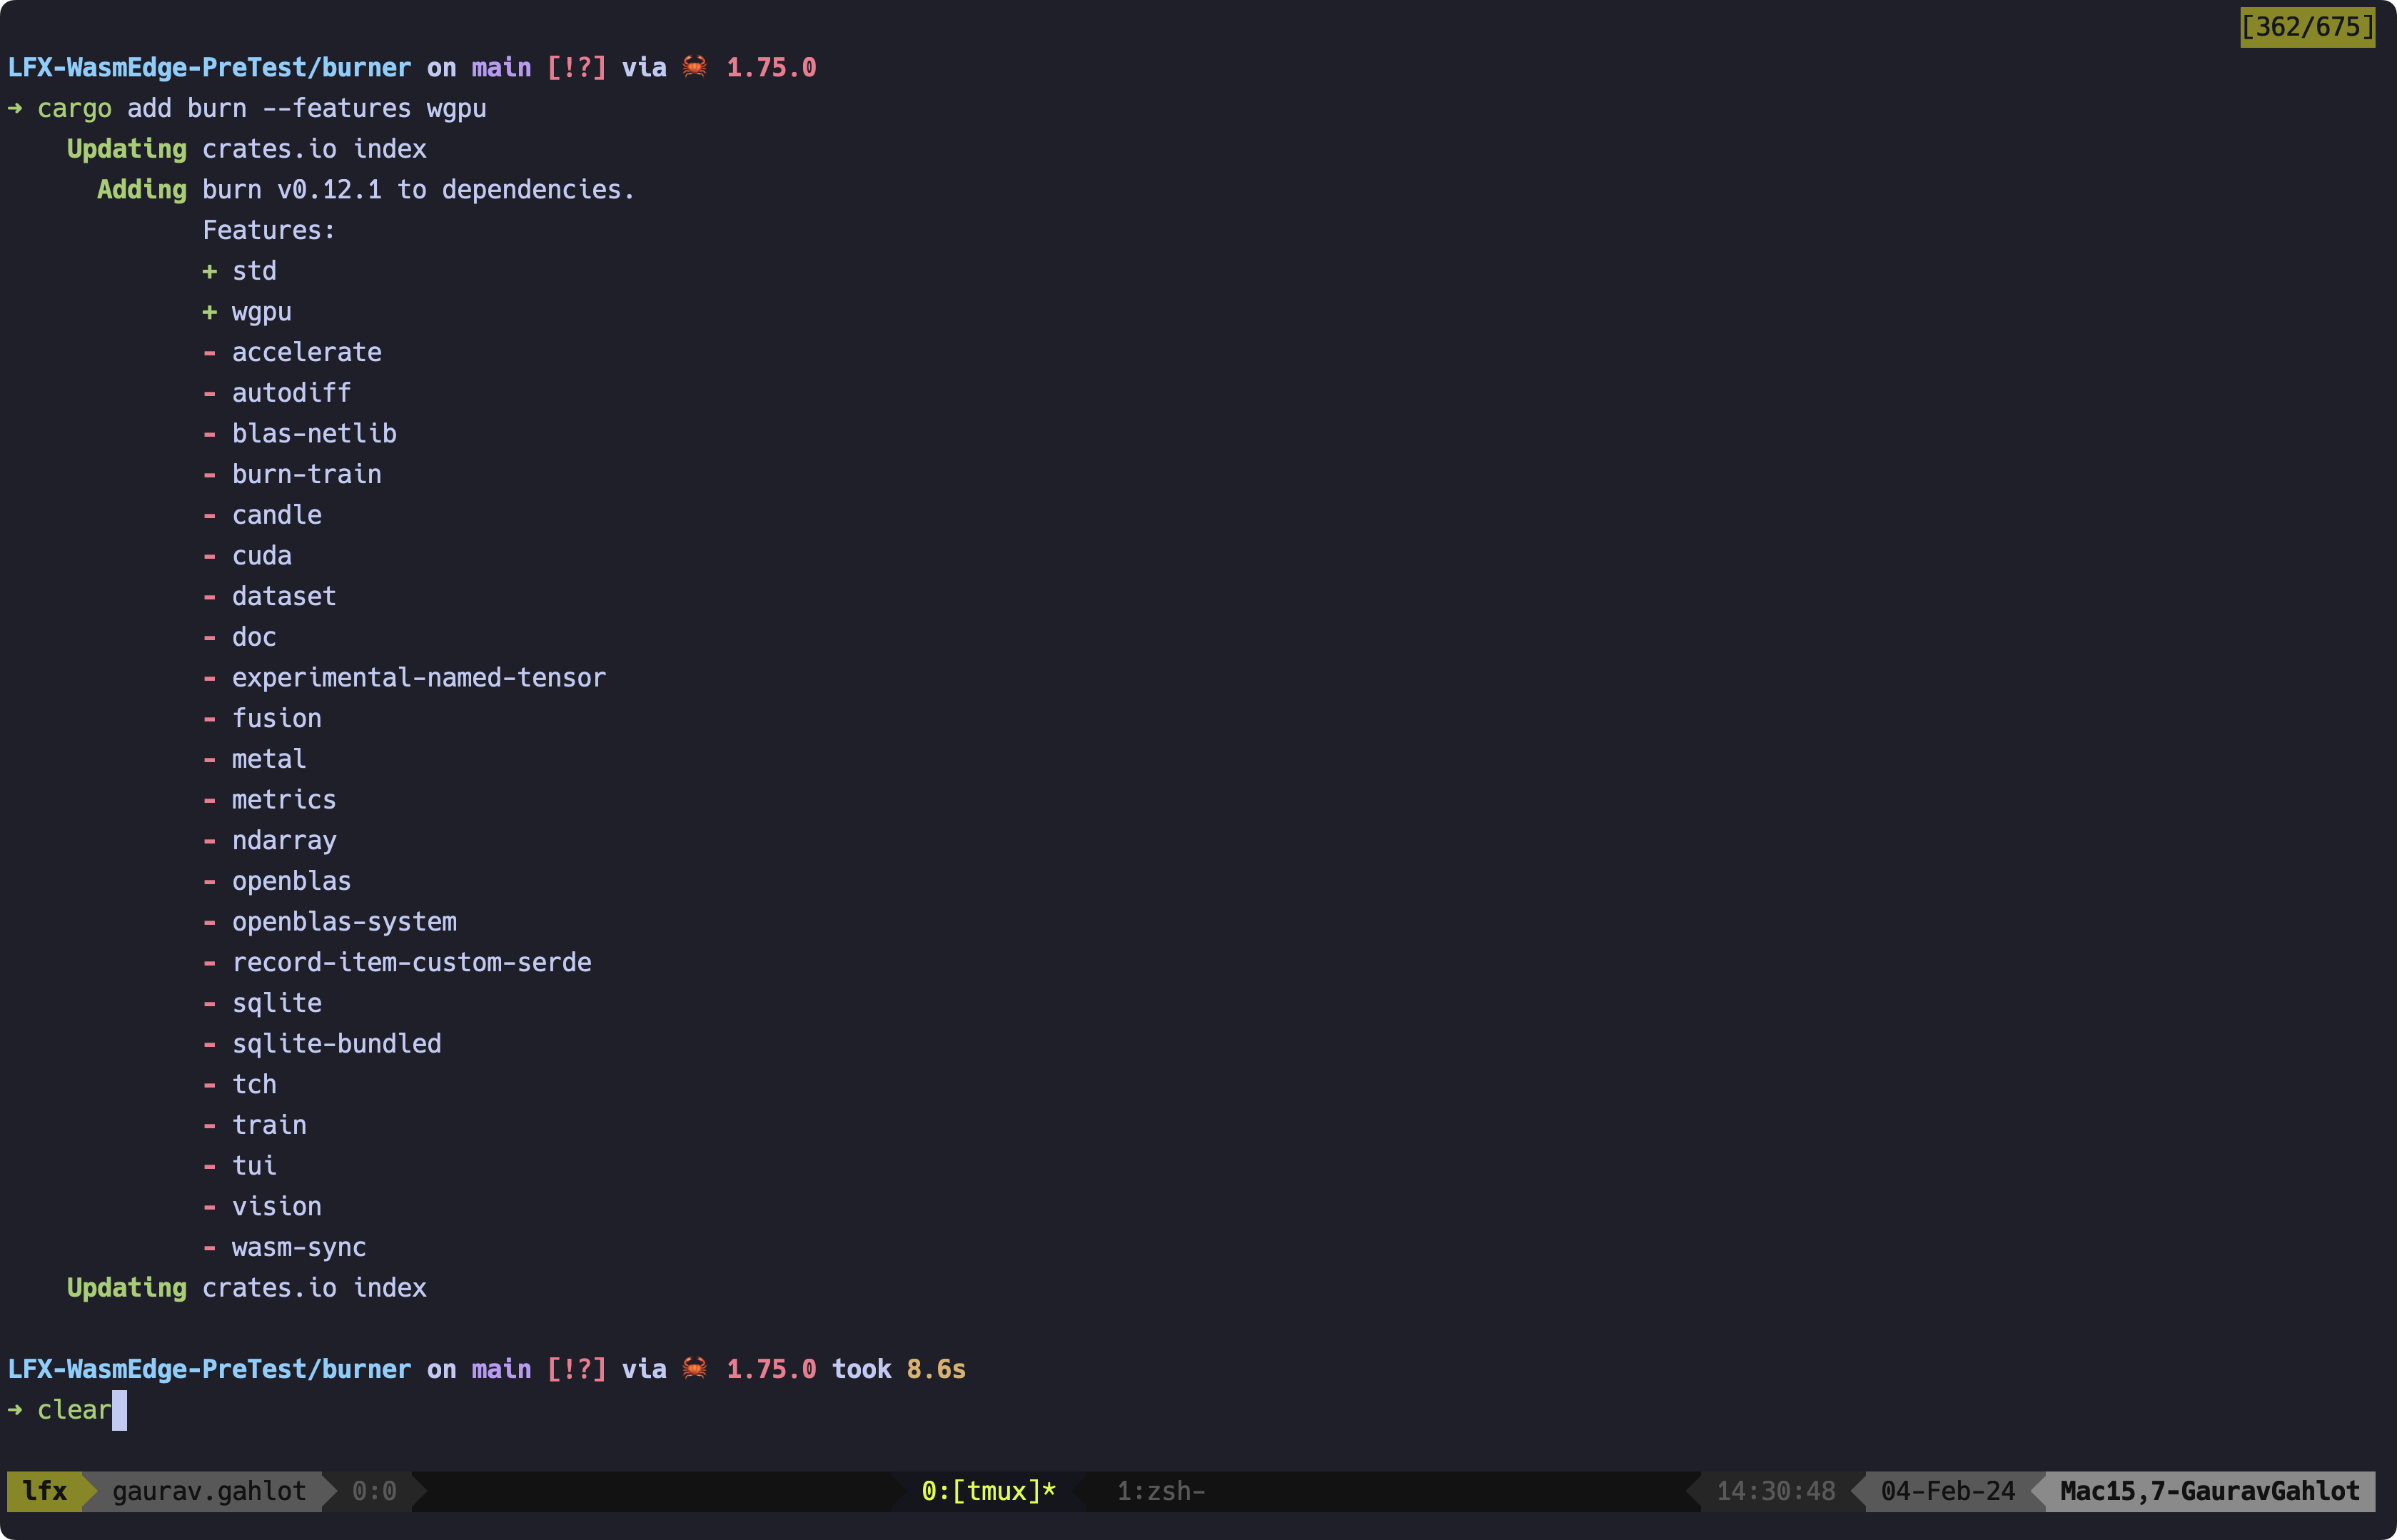 [362/675]
LFX-WasmEdge-PreTest/burner on main [!?] via 🦀 1.75.0
➜ cargo add burn --features wgpu
Updating crates.io index
Adding burn v0.12.1 to dependencies.
Features:
+ std
+ wgpu
- accelerate
- autodiff
- blas-netlib
- burn-train
- candle
- cuda
- dataset
- doc
- experimental-named-tensor
- fusion
- metal
- metrics
- ndarray
- openblas
- openblas-system
- record-item-custom-serde
- sqlite
- sqlite-bundled
- tch
- train
- tui
- vision
- wasm-sync
Updating crates.io index
LFX-WasmEdge-PreTest/burner on main [!?] via 🦀 1.75.0 took 8.6s
➜ clear
lfx gaurav.gahlot 0:0 0:[tmux]* 1:zsh- 14:30:48 04-Feb-24 Mac15,7-GauravGahlot